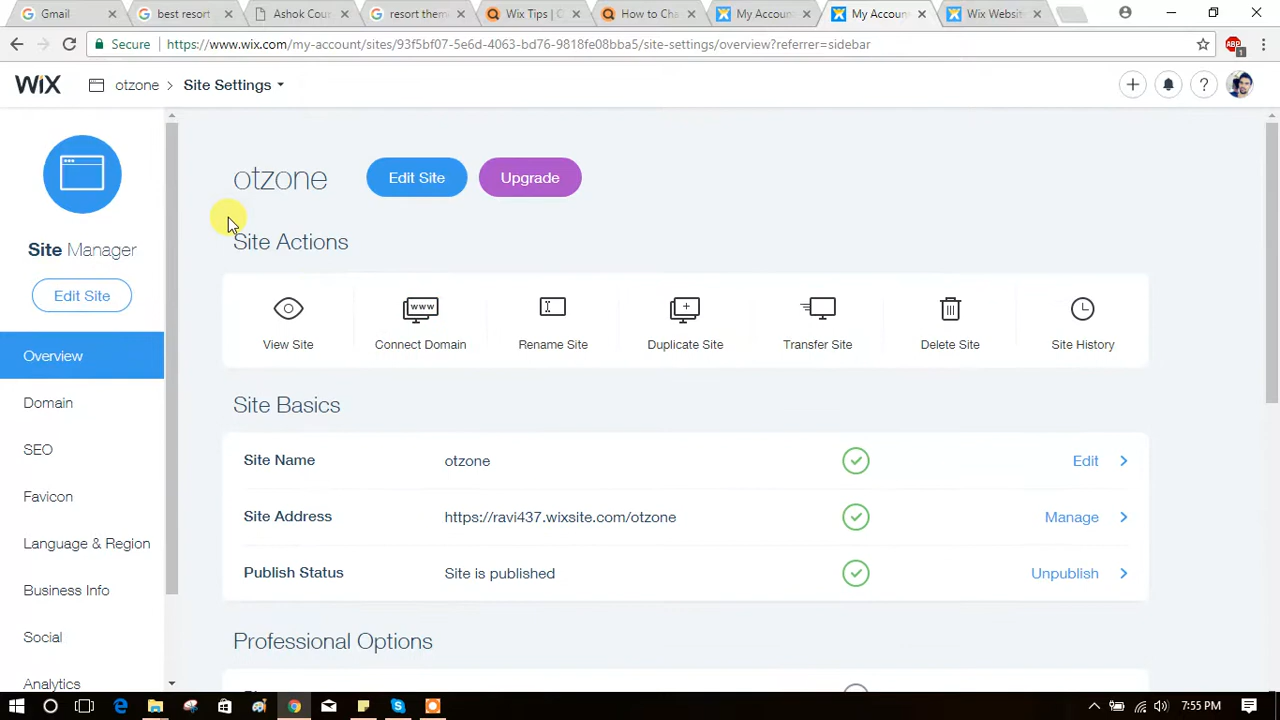 Gmail
best resort
Ashok Cour
resort them
Wix Tips | C
How to Cha
My Accoun
My Accoun
Wix Website
Secure
https://www.wix.com/my-account/sites/93f5bf07-5e6d-4063-af76-9818fe08bba5/site-settings/overview?referrer=sidebar
ABP
1
WiX
otzone > Site Settings
?
Site Manager
Edit Site
Overview
Domain
SEO
Favicon
Language & Region
Business Info
Social
Analytics
otzone
Edit Site
Upgrade
Site Actions
www
View Site
Connect Domain
Rename Site
Duplicate Site
Transfer Site
Delete Site
Site History
Site Basics
Site Name
otzone
Edit
Site Address
https://ravi437.wixsite.com/otzone
Manage
Publish Status
Site is published
Unpublish
Professional Options
7:55 PM